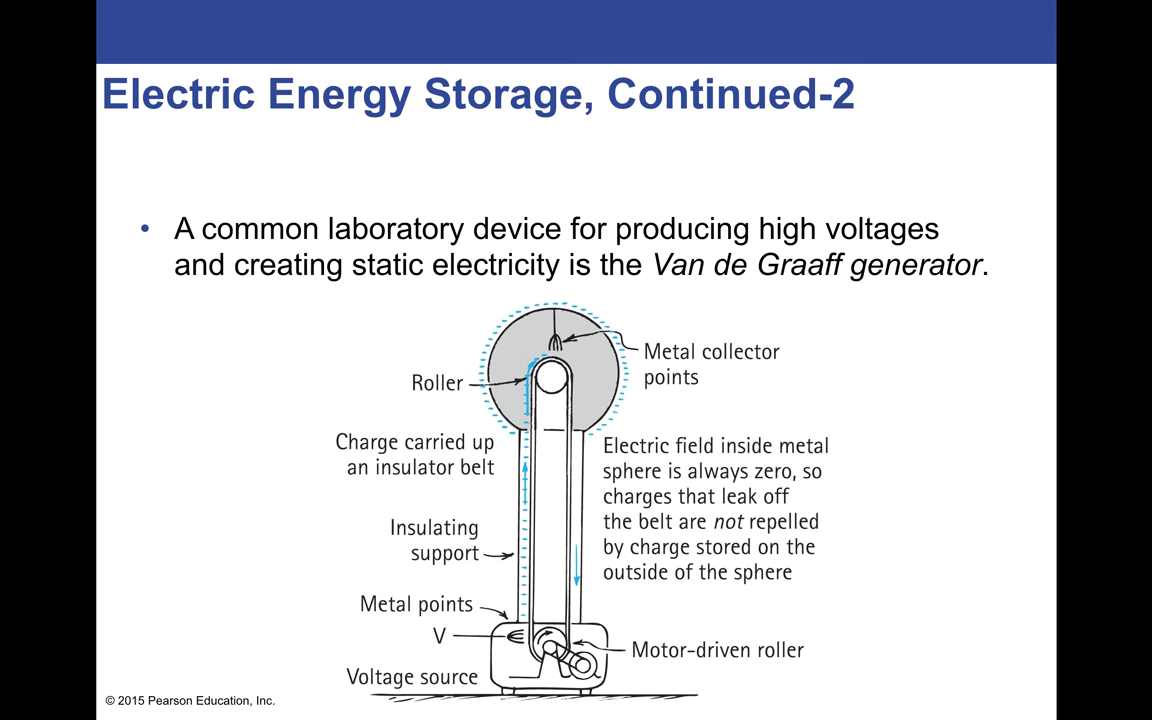 Electric Energy Storage, Continued-2
• A common laboratory device for producing high voltages
and creating static electricity is the Van de Graaff generator.
Metal collector
points
Roller
Charge carried up
an insulator belt
Electric field inside metal
sphere is always zero, so
charges that leak off
the belt are not repelled
by charge stored on the
outside of the sphere
Insulating
support
Metal points
V
Motor-driven roller
Voltage source
© 2015 Pearson Education, Inc.